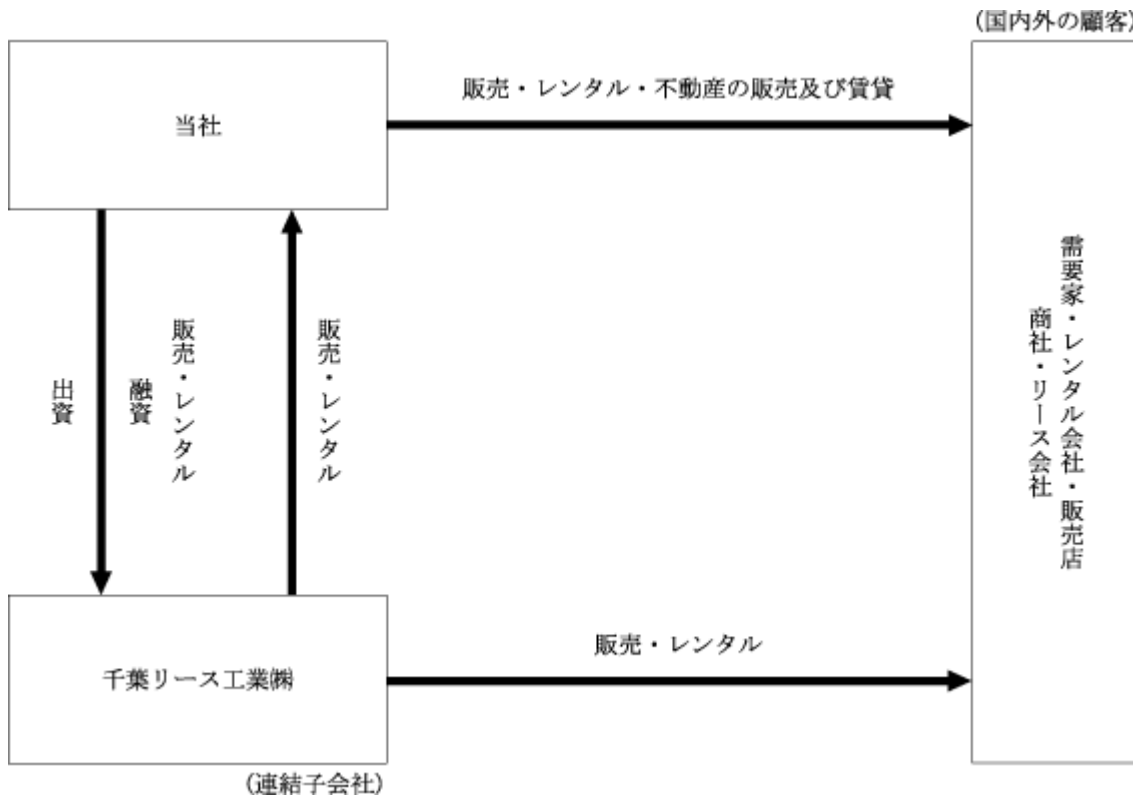 (国内外の顧客)
当社
販売・レンタル・不動産の販売及び賃貸
需要家・レンタル会社・販売店
商社・リース会社
出資
融資
販売・レンタル
販売・レンタル
千葉リース工業㈱
販売・レンタル
(連結子会社)